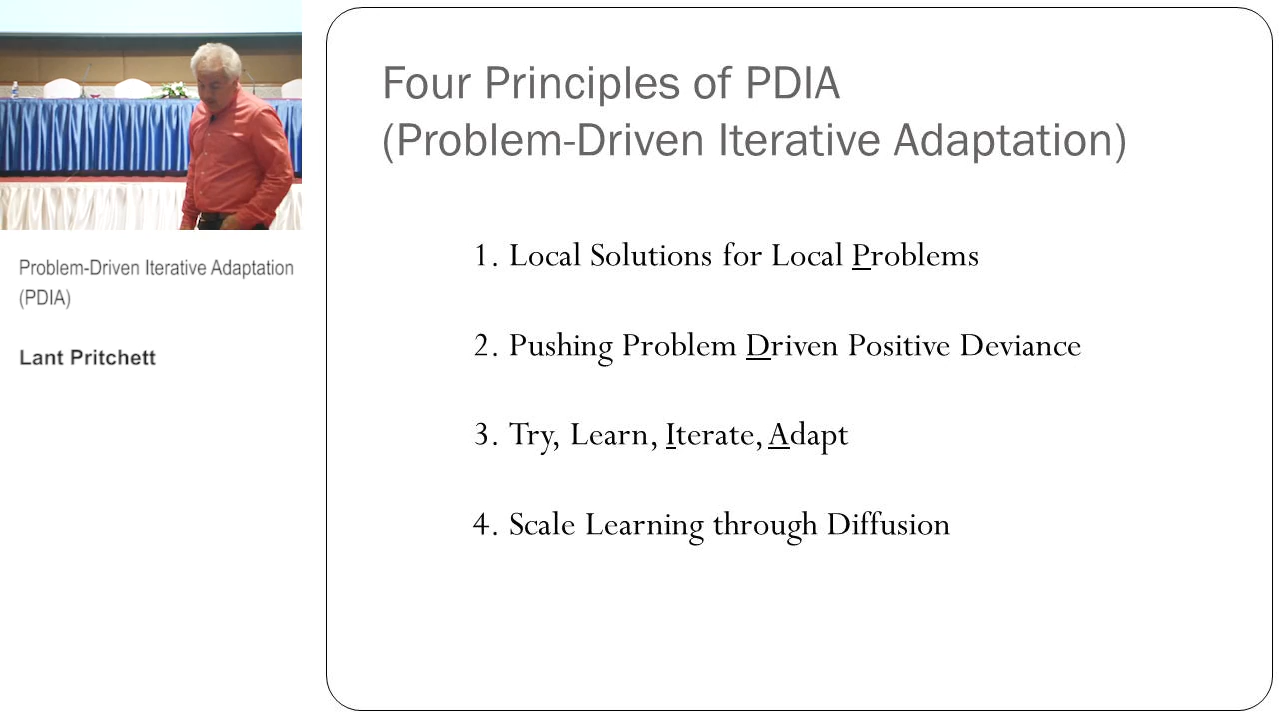 Four Principles of PDIA
(Problem-Driven Iterative Adaptation)
1. Local Solutions for Local Problems
2. Pushing Problem Driven Positive Deviance
3. Try, Learn, Iterate, Adapt
4. Scale Learning through Diffusion
Problem-Driven Iterative Adaptation
(PDIA)
Lant Pritchett